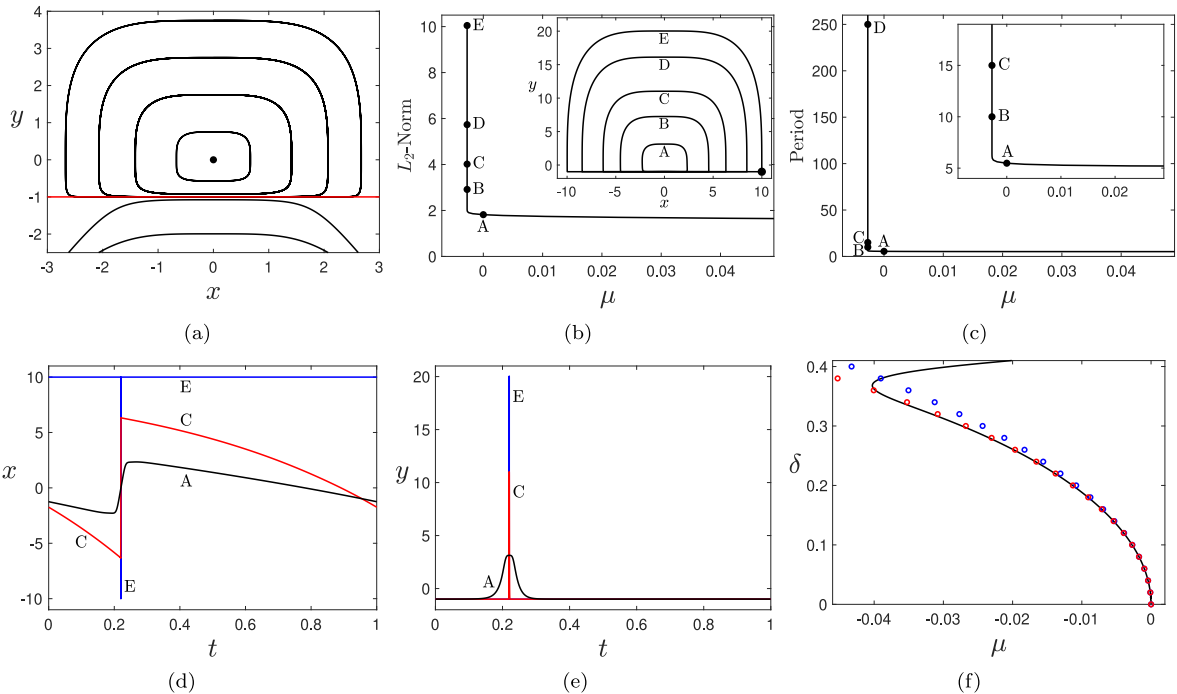 4
3
2
1
0
-1
-2
y
-3
-2
-1
0
1
2
3
x
(a)
10
8
6
4
2
0
L2-Norm
E
D
C
B
A
0
0.01
0.02
0.03
0.04
μ
20
15
10
5
0
y
E
D
C
B
A
-10
-5
0
5
10
x
(b)
250
200
150
100
50
0
Period
D
C
B
A
0
0.01
0.02
0.03
0.04
μ
15
10
5
C
B
A
0
0.01
0.02
(c)
10
5
0
-5
-10
x
E
C
A
C
E
0
0.2
0.4
0.6
0.8
1
t
(d)
20
15
10
5
0
y
E
C
A
0
0.2
0.4
0.6
0.8
1
t
(e)
0.4
0.3
0.2
0.1
0
δ
-0.04
-0.03
-0.02
-0.01
0
μ
(f)